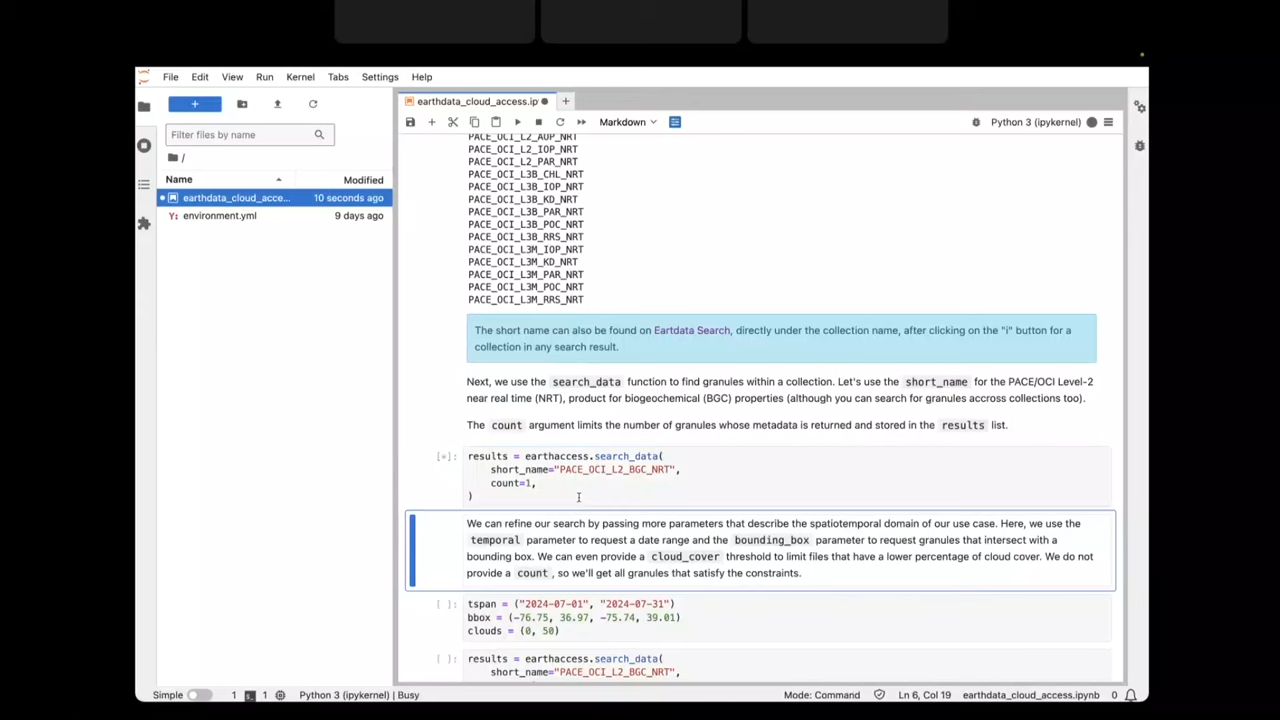 File Edit View Run Kernel Tabs Settings Help
+
Filter files by name
/
Name Modified
earthdata_cloud_acce... 10 seconds ago
Y: environment.yml 9 days ago
earthdata_cloud_access.ip +
Markdown
Python 3 (ipykernel)
PACE_OCI_L2_AOP_NRT
PACE_OCI_L2_IOP_NRT
PACE_OCI_L2_PAR_NRT
PACE_OCI_L3B_CHL_NRT
PACE_OCI_L3B_IOP_NRT
PACE_OCI_L3B_KD_NRT
PACE_OCI_L3B_PAR_NRT
PACE_OCI_L3B_POC_NRT
PACE_OCI_L3B_RRS_NRT
PACE_OCI_L3M_IOP_NRT
PACE_OCI_L3M_KD_NRT
PACE_OCI_L3M_PAR_NRT
PACE_OCI_L3M_POC_NRT
PACE_OCI_L3M_RRS_NRT
The short name can also be found on Eartdata Search, directly under the collection name, after clicking on the "i" button for a
collection in any search result.
Next, we use the search_data function to find granules within a collection. Let's use the short_name for the PACE/OCI Level-2
near real time (NRT), product for biogeochemical (BGC) properties (although you can search for granules accross collections too).
The count argument limits the number of granules whose metadata is returned and stored in the results list.
[*]: results = earthaccess.search_data(
short_name="PACE_OCI_L2_BGC_NRT",
count=1,
)
We can refine our search by passing more parameters that describe the spatiotemporal domain of our use case. Here, we use the
temporal parameter to request a date range and the bounding_box parameter to request granules that intersect with a
bounding box. We can even provide a cloud_cover threshold to limit files that have a lower percentage of cloud cover. We do not
provide a count, so we'll get all granules that satisfy the constraints.
[ ]: tspan = ("2024-07-01", "2024-07-31")
bbox = (-76.75, 36.97, -75.74, 39.01)
clouds = (0, 50)
[ ]: results = earthaccess.search_data(
short_name="PACE_OCI_L2_BGC_NRT",
Simple 1 1 Python 3 (ipykernel) | Busy Mode: Command Ln 6, Col 19 earthdata_cloud_access.ipynb 0